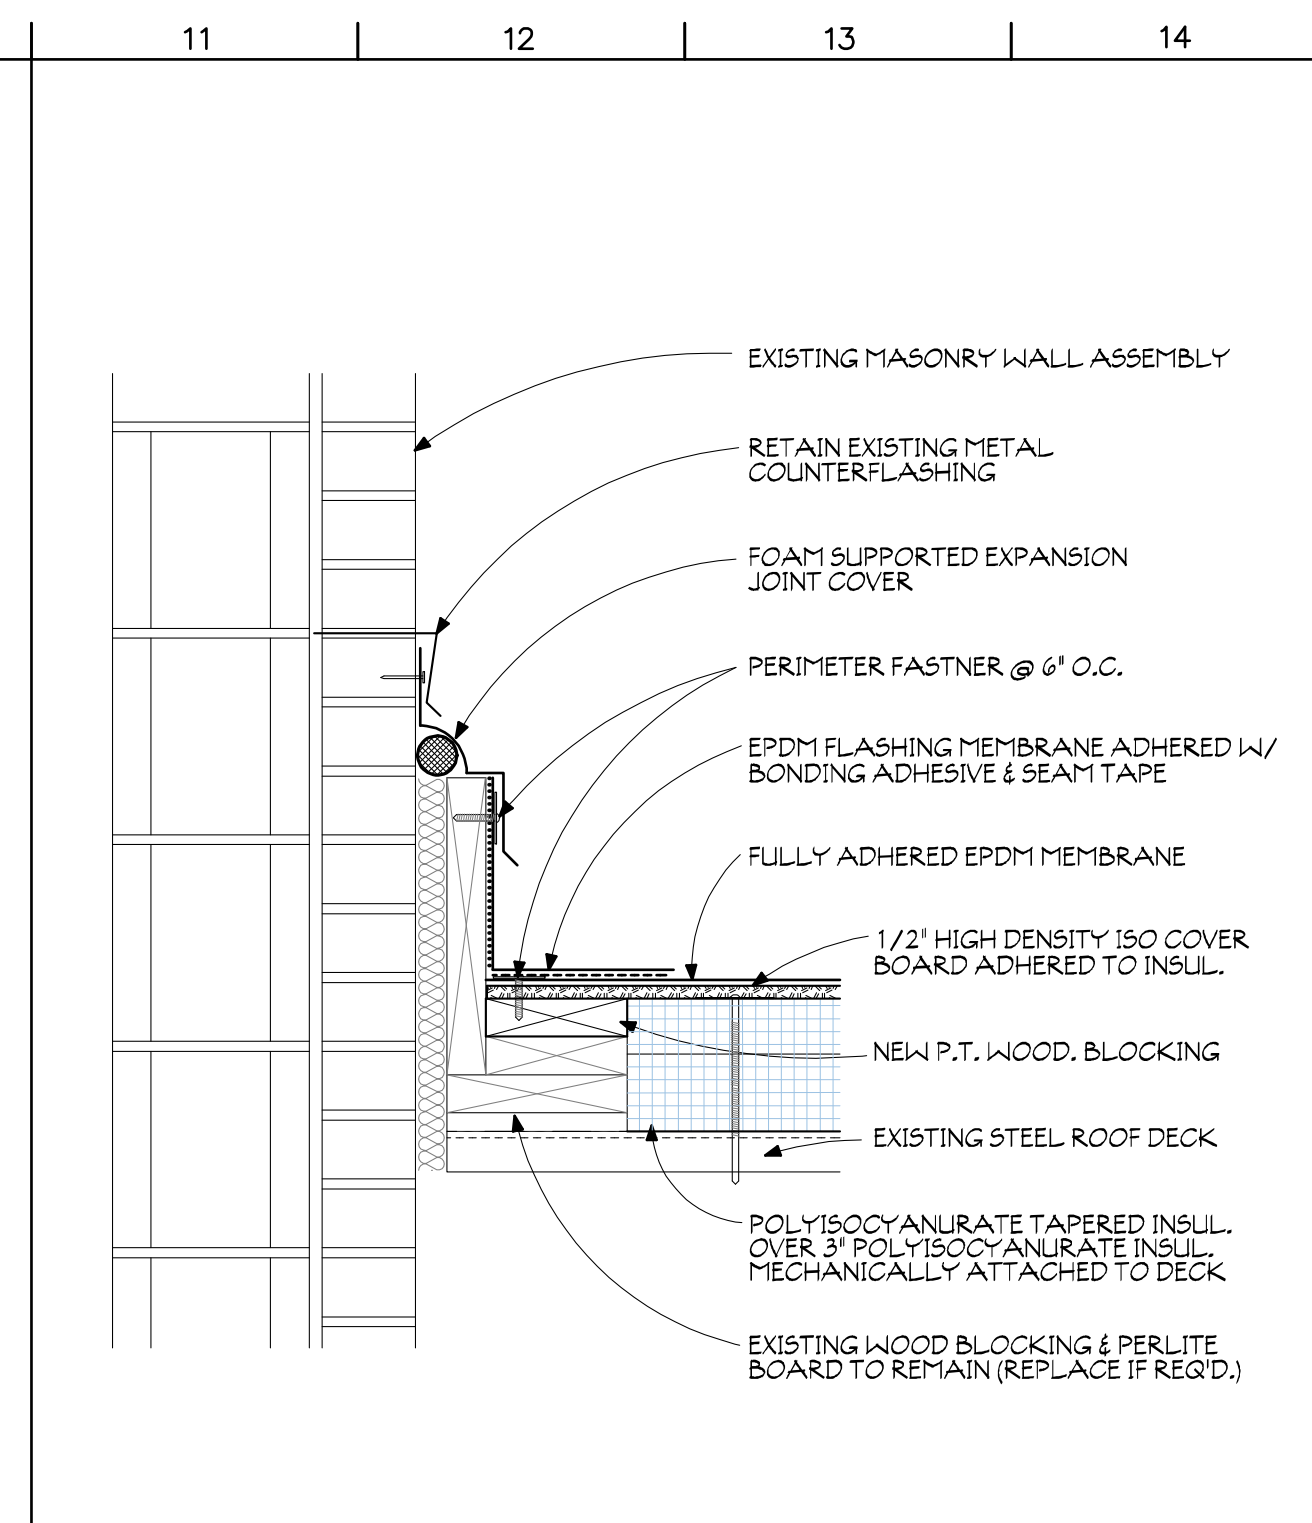 11 12 13 14
EXISTING MASONRY WALL ASSEMBLY
RETAIN EXISTING METAL
COUNTERFLASHING
FOAM SUPPORTED EXPANSION
JOINT COVER
PERIMETER FASTNER @ 6" O.C.
EPDM FLASHING MEMBRANE ADHERED W/
BONDING ADHESIVE & SEAM TAPE
FULLY ADHERED EPDM MEMBRANE
1/2" HIGH DENSITY ISO COVER
BOARD ADHERED TO INSUL.
NEW P.T. WOOD. BLOCKING
EXISTING STEEL ROOF DECK
POLYISOCYANURATE TAPERED INSUL.
OVER 3" POLYISOCYANURATE INSUL.
MECHANICALLY ATTACHED TO DECK
EXISTING WOOD BLOCKING & PERLITE
BOARD TO REMAIN (REPLACE IF REQ'D.)